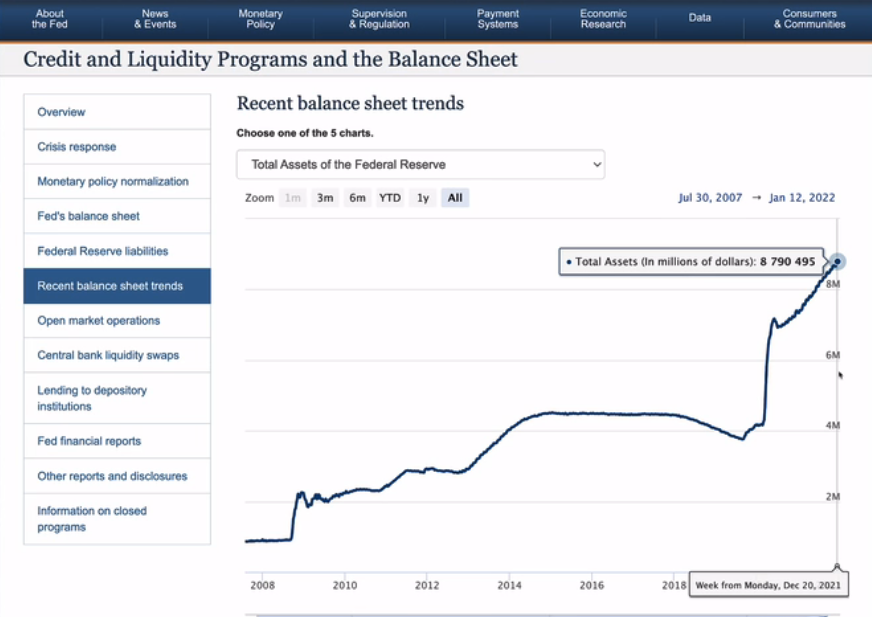 About
the Fed
News
& Events
Monetary
Policy
Supervision
& Regulation
Payment
Systems
Economic
Research
Data
Consumers
& Communities
Credit and Liquidity Programs and the Balance Sheet
Overview
Crisis response
Monetary policy normalization
Fed's balance sheet
Federal Reserve liabilities
Recent balance sheet trends
Open market operations
Central bank liquidity swaps
Lending to depository
institutions
Fed financial reports
Other reports and disclosures
Information on closed
programs
Recent balance sheet trends
Choose one of the 5 charts.
Total Assets of the Federal Reserve
Zoom 1m 3m 6m YTD 1y All
Jul 30, 2007 → Jan 12, 2022
• Total Assets (In millions of dollars): 8 790 495
8M
6M
4M
2M
2008 2010 2012 2014 2016 2018
Week from Monday, Dec 20, 2021